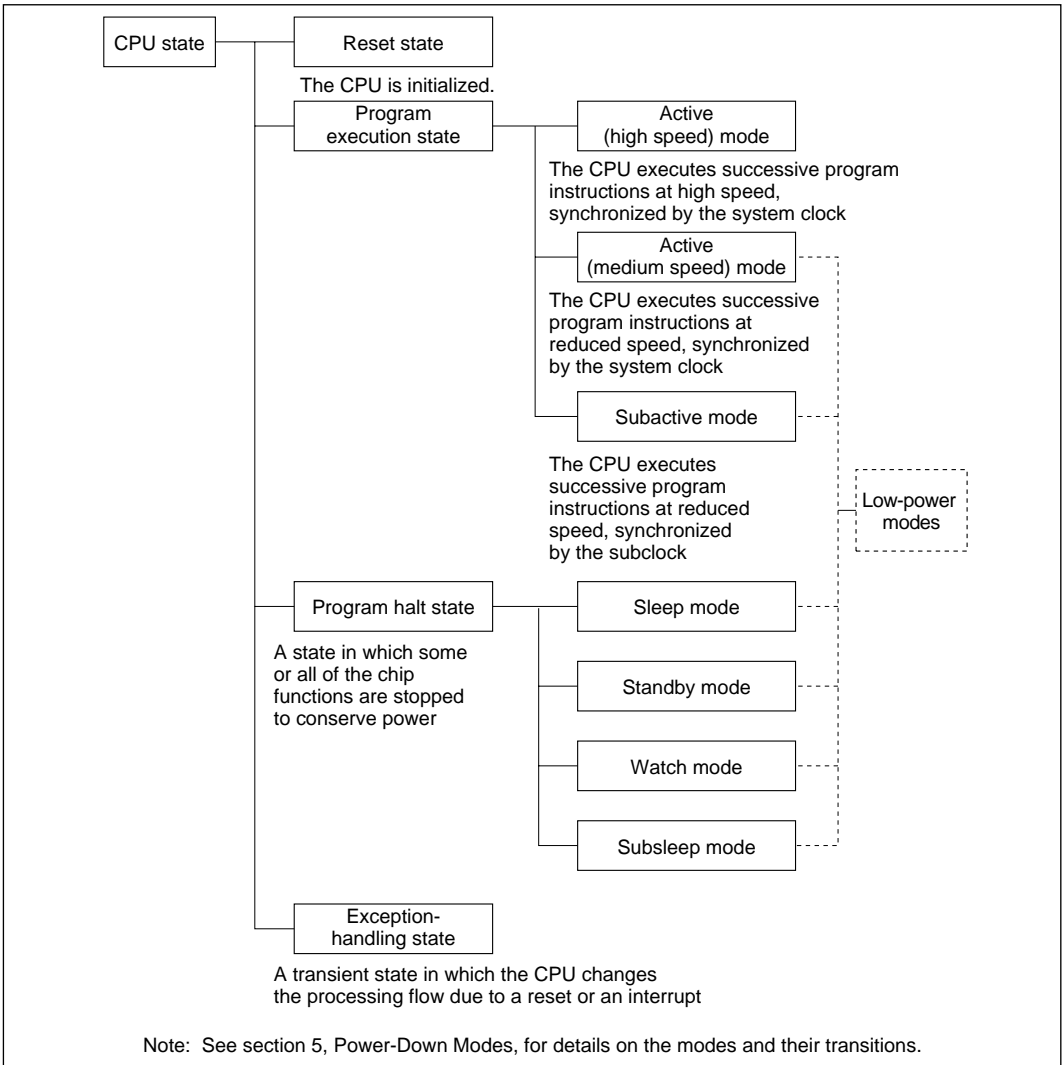 CPU state
Reset state
The CPU is initialized.
Program
execution state
Active
(high speed) mode
The CPU executes successive program
instructions at high speed,
synchronized by the system clock
Active
(medium speed) mode
The CPU executes successive
program instructions at
reduced speed, synchronized
by the system clock
Subactive mode
The CPU executes
successive program
instructions at reduced
speed, synchronized
by the subclock
Low-power
modes
Program halt state
A state in which some
or all of the chip
functions are stopped
to conserve power
Sleep mode
Standby mode
Watch mode
Subsleep mode
Exception-
handling state
A transient state in which the CPU changes
the processing flow due to a reset or an interrupt
Note: See section 5, Power-Down Modes, for details on the modes and their transitions.